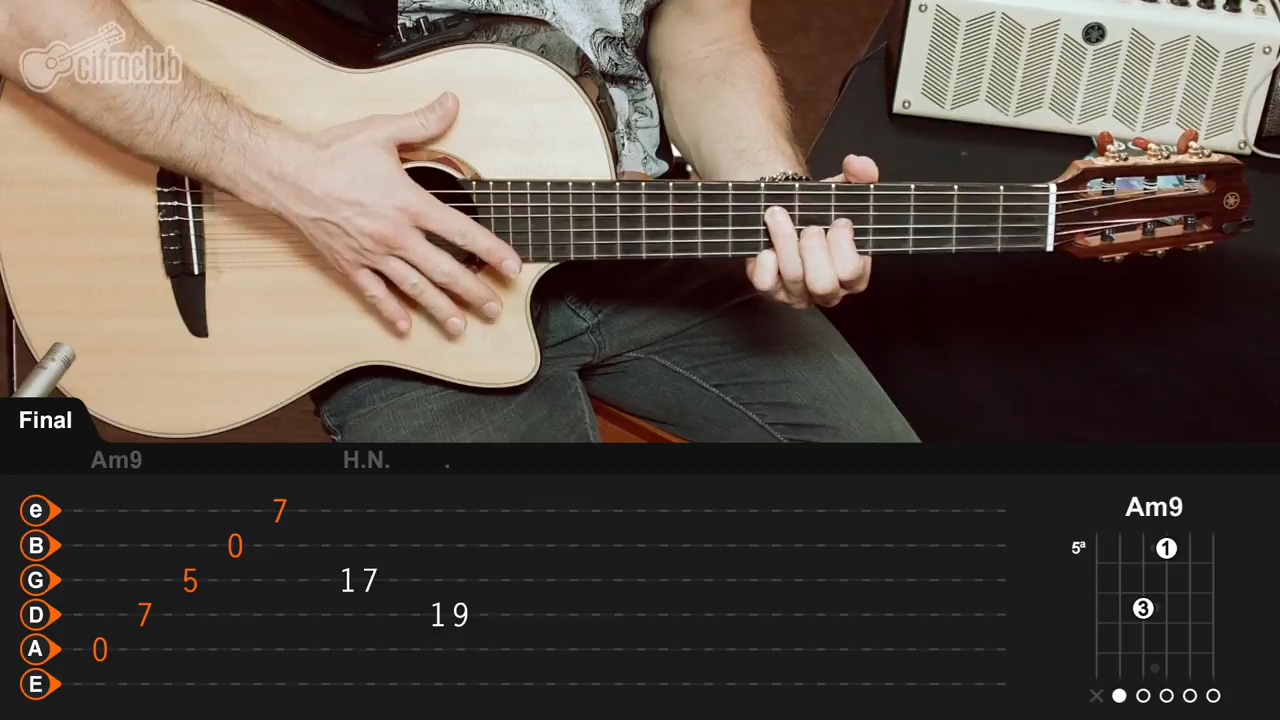 cifraclub
Final
Am9 H.N. .
e 7
B 0
G 5 17
D 7 19
A 0
E
Am9
5ª 1
3
X